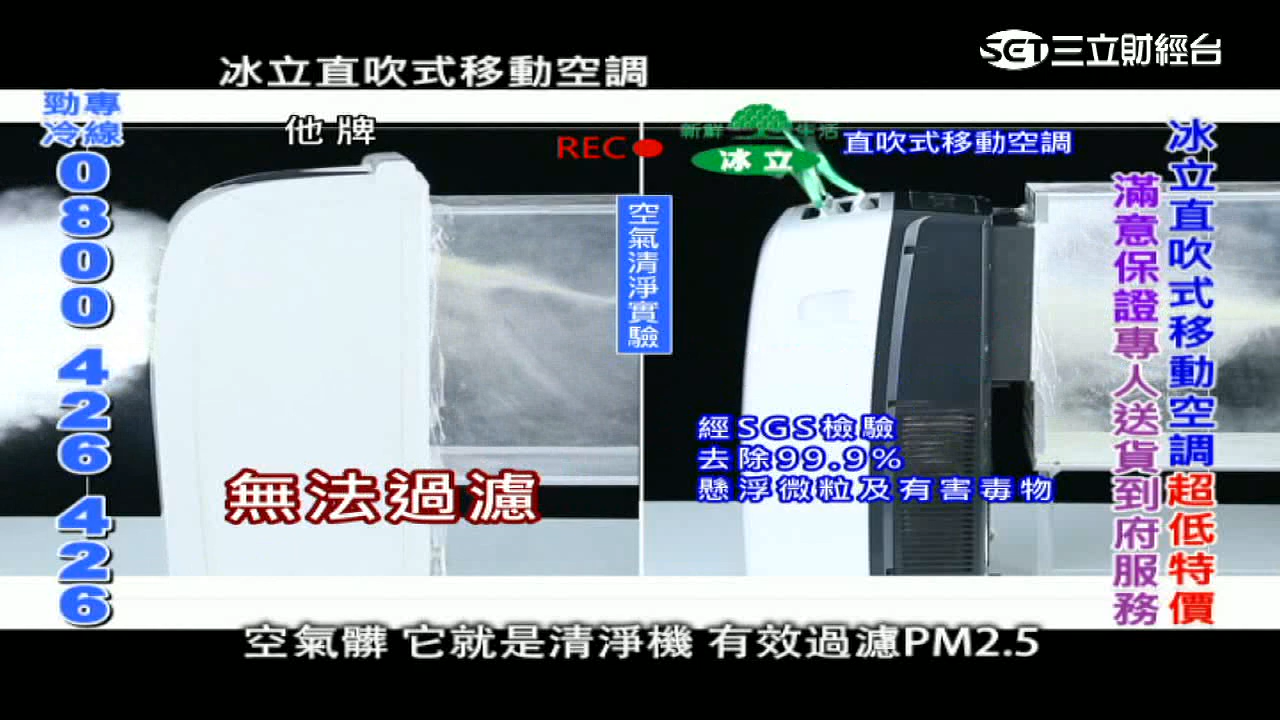 SGT三立財經台
冰立直吹式移動空調
勁冷專線
0800 426 426
他牌
REC
新鮮生活
冰立
直吹式移動空調
空氣清淨實驗
無法過濾
經SGS檢驗
去除99.9%
懸浮微粒及有害毒物
冰立直吹式移動空調超低特價
滿意保證專人送貨到府服務
空氣髒 它就是清淨機 有效過濾PM2.5